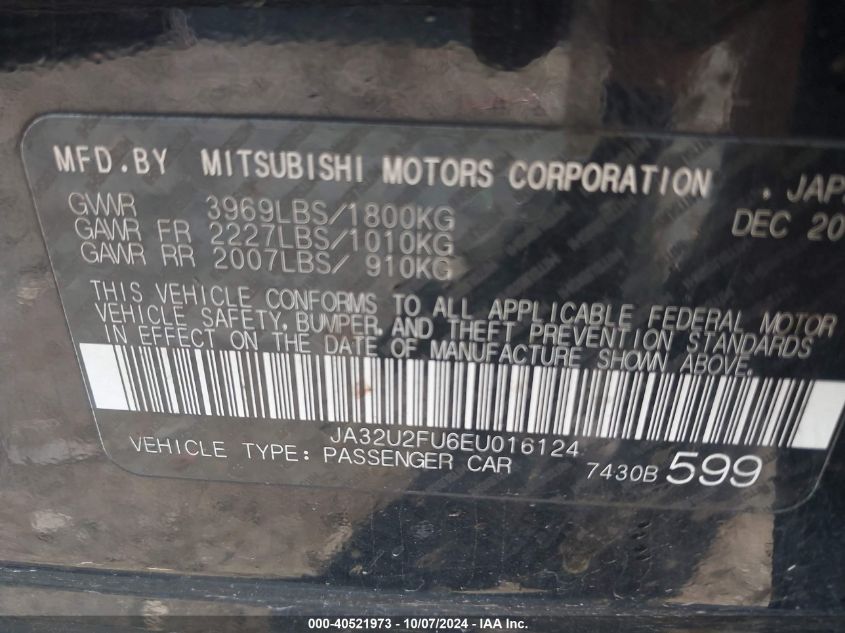 MFD.BY MITSUBISHI MOTORS CORPORATION . JAP
GVWR 3969LBS/1800KG DEC 20
GAWR FR 2227LBS/1010KG
GAWR RR 2007LBS/ 910KG
THIS VEHICLE CONFORMS TO ALL APPLICABLE FEDERAL MOTOR
VEHICLE SAFETY, BUMPER, AND THEFT PREVENTION STANDARDS
IN EFFECT ON THE DATE OF MANUFACTURE SHOWN ABOVE.
JA32U2FU6EU016124
VEHICLE TYPE: PASSENGER CAR 7430B 599
000-40521973 - 10/07/2024 - IAA Inc.